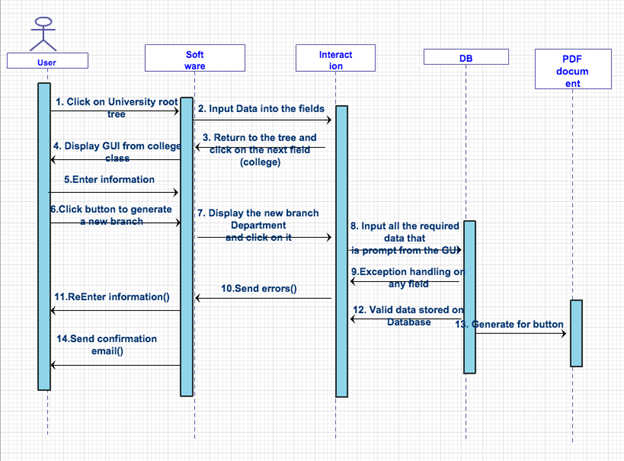 User
Soft
ware
Interact
ion
DB
PDF
docum
ent
1. Click on University root
tree
2. Input Data into the fields
3. Return to the tree and
click on the next field
(college)
4. Display GUI from college
class
5.Enter information
6.Click button to generate
a new branch
7. Display the new branch
Department
and click on it
8. Input all the required
data that
is prompt from the GUI
9.Exception handling on
any field
10.Send errors()
11.ReEnter information()
12. Valid data stored on
Database
13. Generate for button
14.Send confirmation
email()